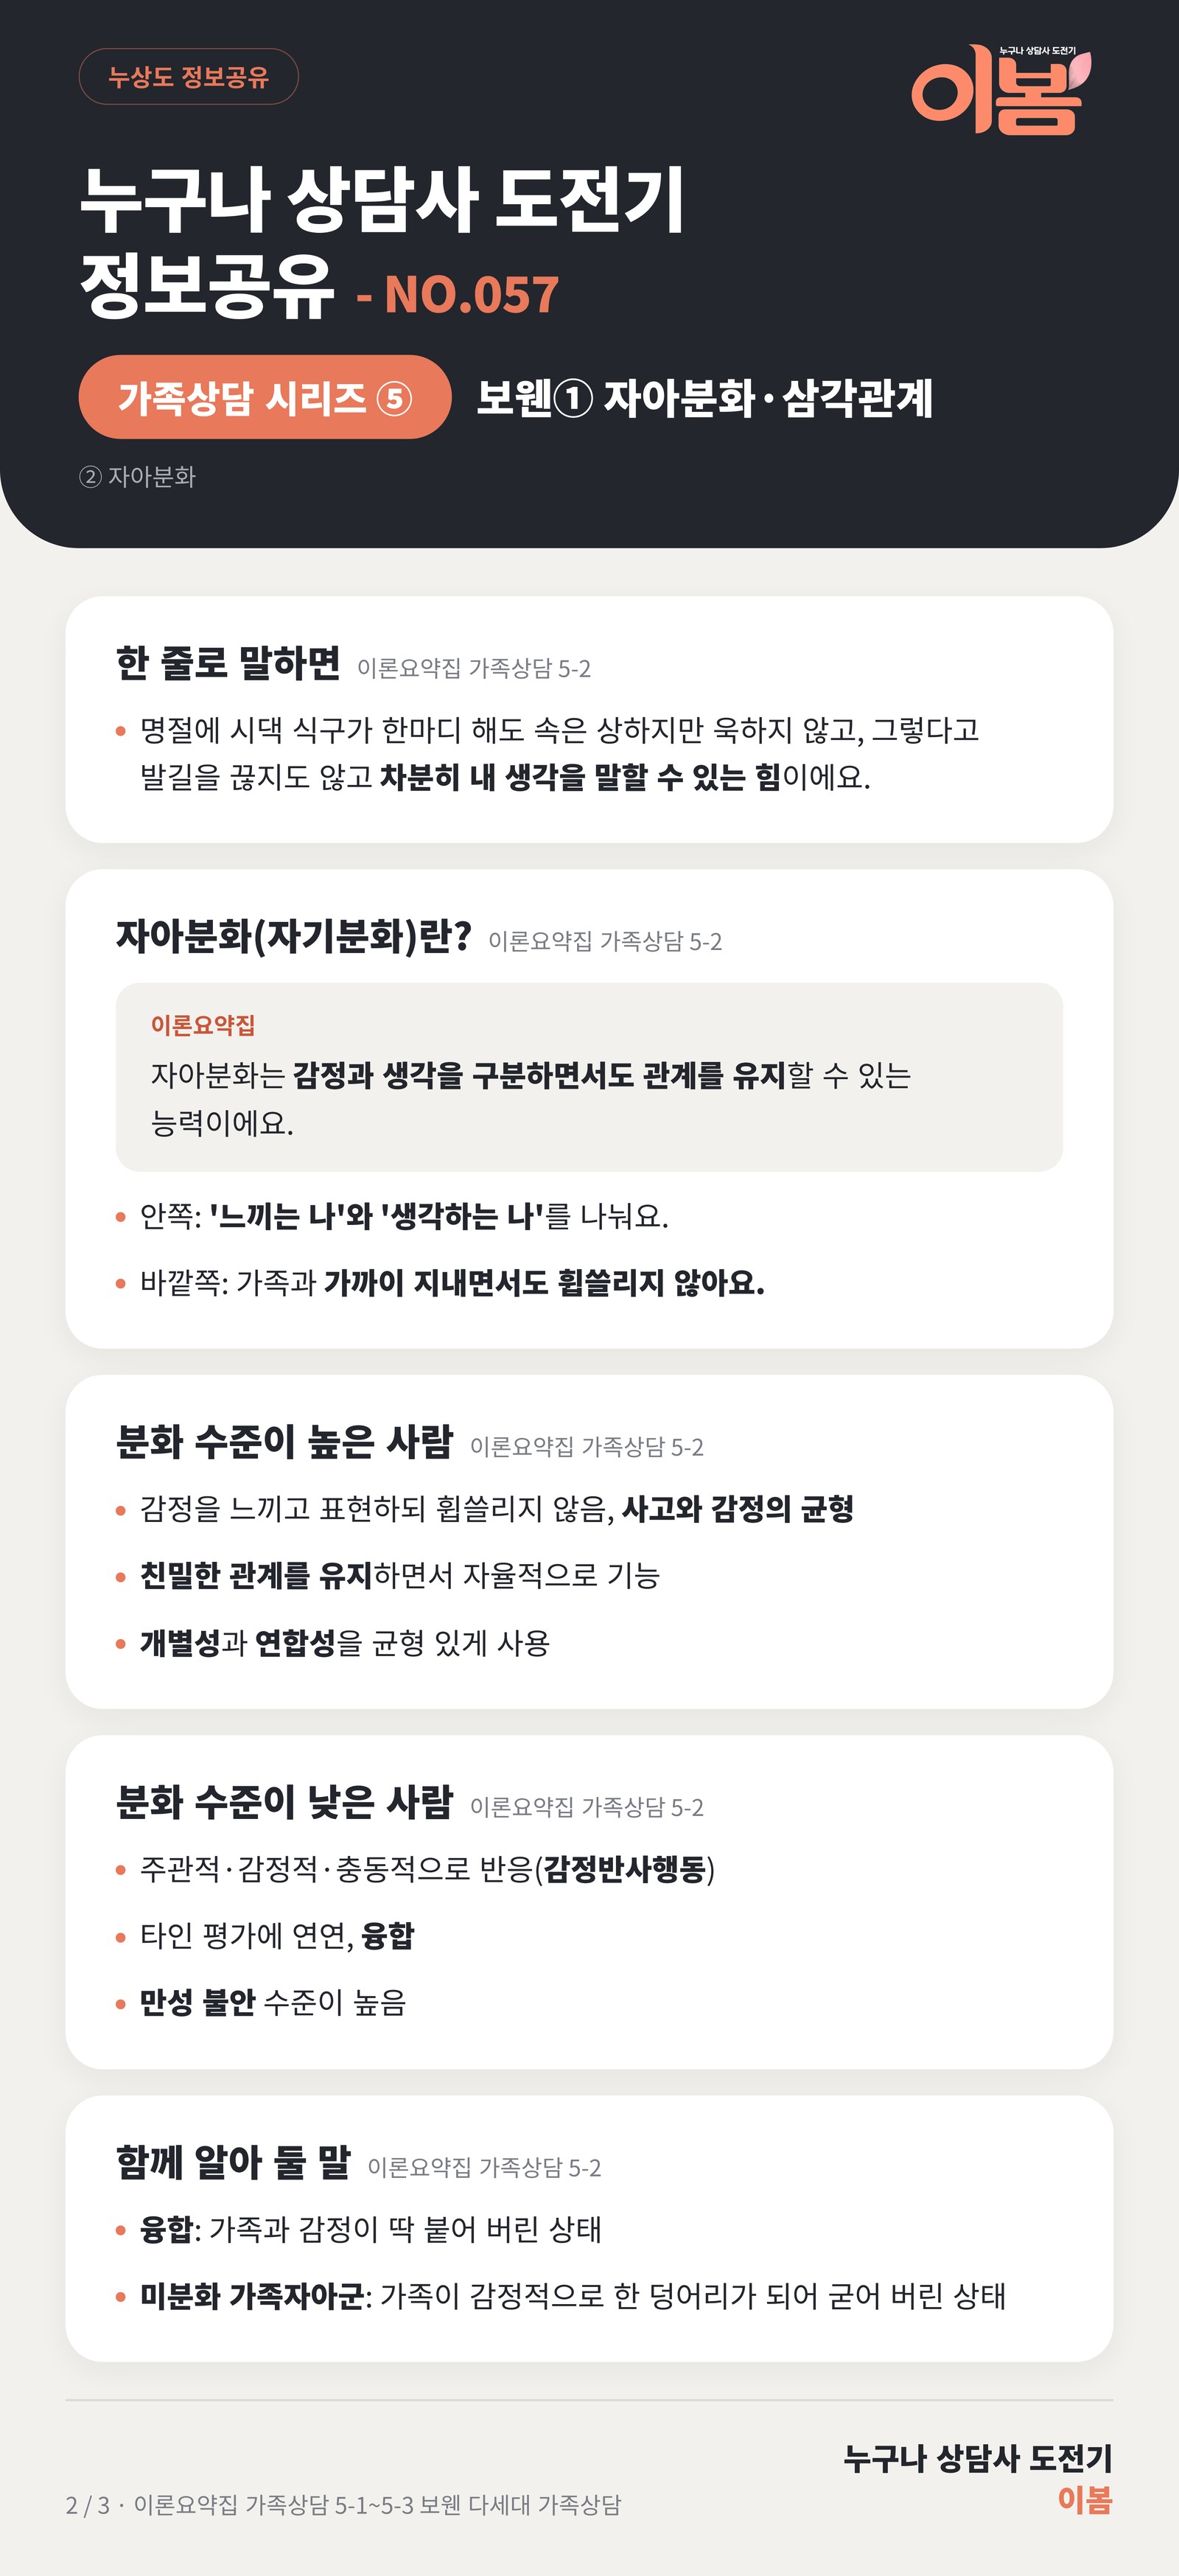 누상도 정보공유
누구나 상담사 도전기
이봄
누구나 상담사 도전기
정보공유 - NO.057
가족상담 시리즈 ⑤ 보웬① 자아분화·삼각관계
② 자아분화
한 줄로 말하면 이론요약집 가족상담 5-2
• 명절에 시댁 식구가 한마디 해도 속은 상하지만 욱하지 않고, 그렇다고
발길을 끊지도 않고 차분히 내 생각을 말할 수 있는 힘이에요.
자아분화(자기분화)란? 이론요약집 가족상담 5-2
이론요약집
자아분화는 감정과 생각을 구분하면서도 관계를 유지할 수 있는
능력이에요.
• 안쪽: '느끼는 나'와 '생각하는 나'를 나눠요.
• 바깥쪽: 가족과 가까이 지내면서도 휩쓸리지 않아요.
분화 수준이 높은 사람 이론요약집 가족상담 5-2
• 감정을 느끼고 표현하되 휩쓸리지 않음, 사고와 감정의 균형
• 친밀한 관계를 유지하면서 자율적으로 기능
• 개별성과 연합성을 균형 있게 사용
분화 수준이 낮은 사람 이론요약집 가족상담 5-2
• 주관적·감정적·충동적으로 반응(감정반사행동)
• 타인 평가에 연연, 융합
• 만성 불안 수준이 높음
함께 알아 둘 말 이론요약집 가족상담 5-2
• 융합: 가족과 감정이 딱 붙어 버린 상태
• 미분화 가족자아군: 가족이 감정적으로 한 덩어리가 되어 굳어 버린 상태
누구나 상담사 도전기
2 / 3 · 이론요약집 가족상담 5-1~5-3 보웬 다세대 가족상담
이봄